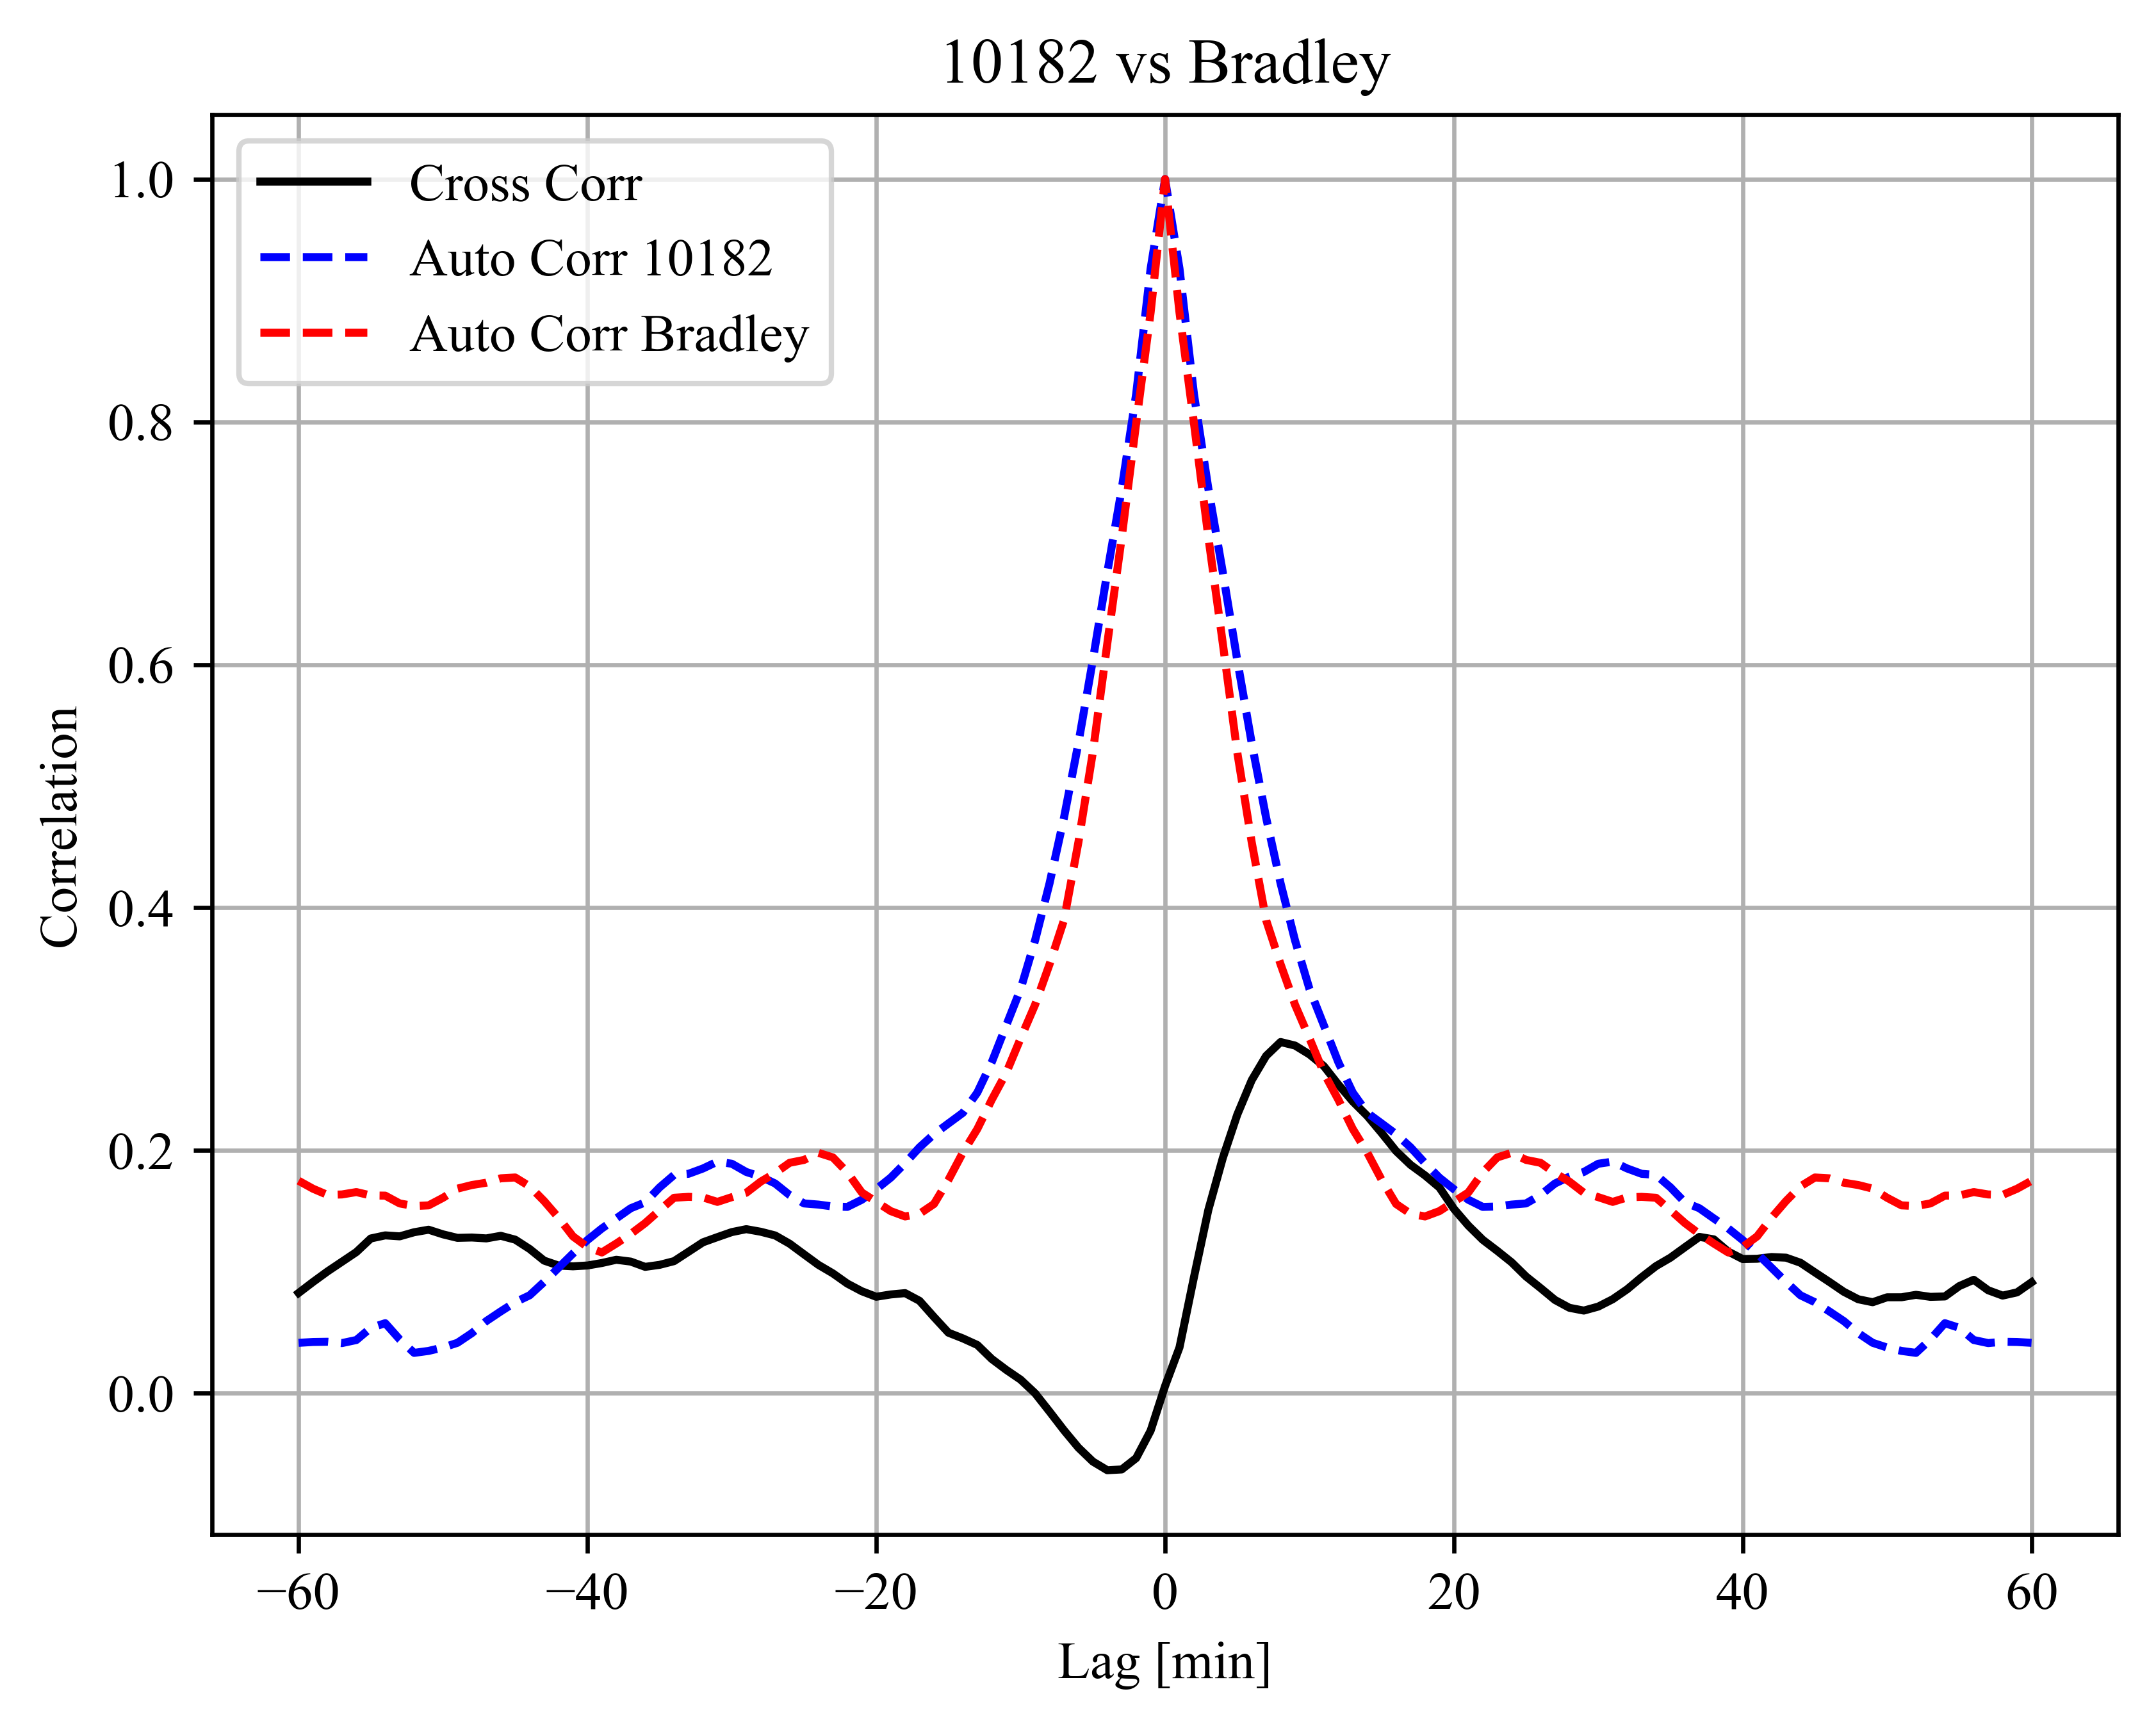 10182 vs Bradley
Cross Corr
Auto Corr 10182
Auto Corr Bradley
1.0
0.8
0.6
0.4
0.2
0.0
Correlation
−60 −40 −20 0 20 40 60
Lag [min]